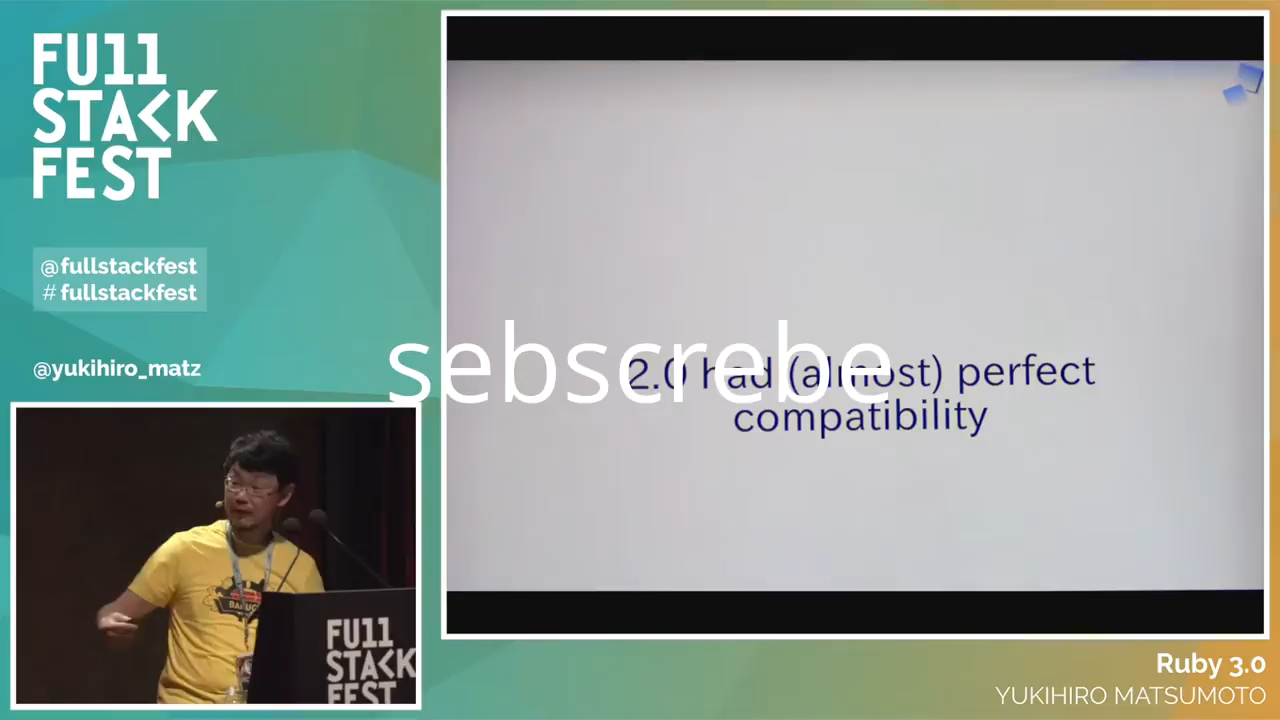 FU11
STACK
FEST
@fullstackfest
# fullstackfest
@yukihiro_matz
sebscrebe
2.0 had (almost) perfect
compatibility
FU11
STACK
FEST
Ruby 3.0
YUKIHIRO MATSUMOTO